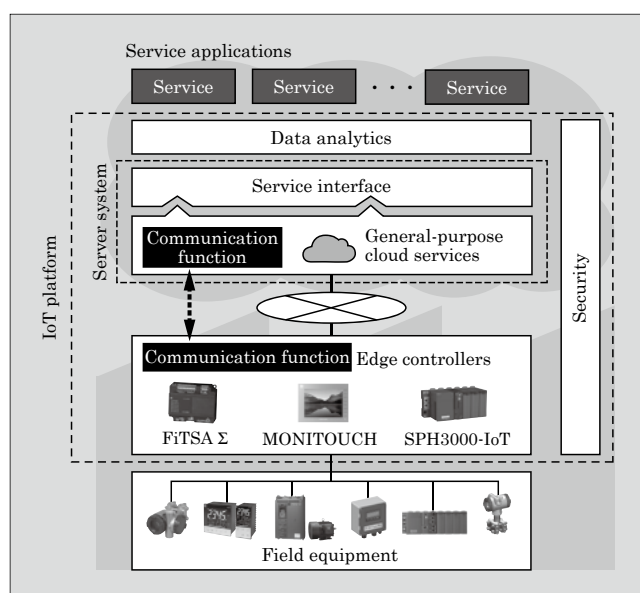 Service applications
Service
Service
· · ·
Service
Data analytics
Service interface
Server system
Communication
function
General-purpose
cloud services
IoT platform
Security
Communication function
Edge controllers
FiTSA Σ
MONITOUCH
SPH3000-IoT
Field equipment